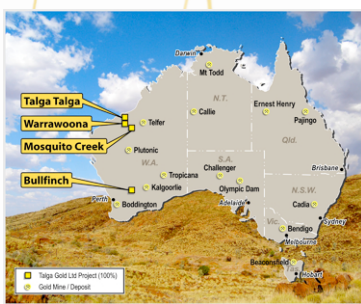 Darwin
Mt Todd
Talga Talga
Warrawoona
Mosquito Creek
Bullfinch
Telfer
N.T.
Callie
Ernest Henry
Pajingo
Qld.
Plutonic
W.A.
Tropicana
Kalgoorlie
S.A.
Challenger
Olympic Dam
Brisbane
N.S.W.
Perth
Boddington
Adelaide
Cadia
Sydney
Vic.
Bendigo
Melbourne
Beaconsfield
Tas
Hobart
Talga Gold Ltd Project (100%)
Gold Mine / Deposit